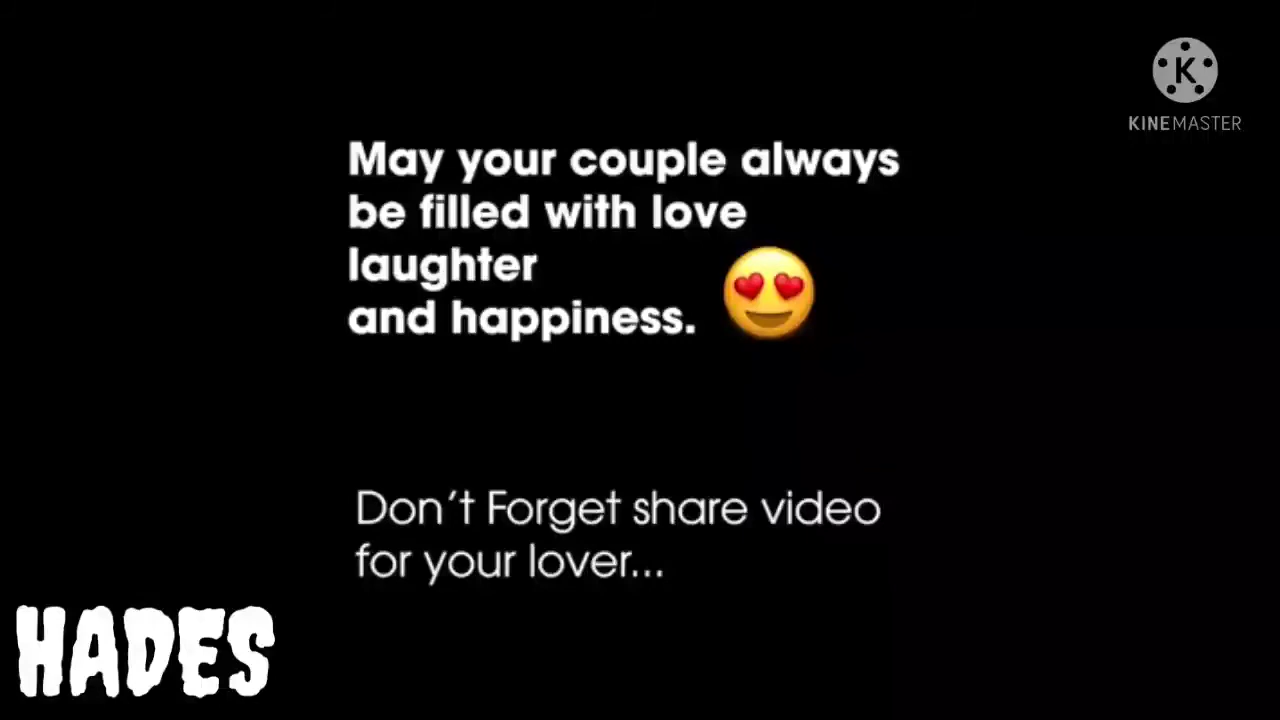 K
KINEMASTER
May your couple always
be filled with love
laughter
and happiness. 😍
Don't Forget share video
for your lover...
HADES